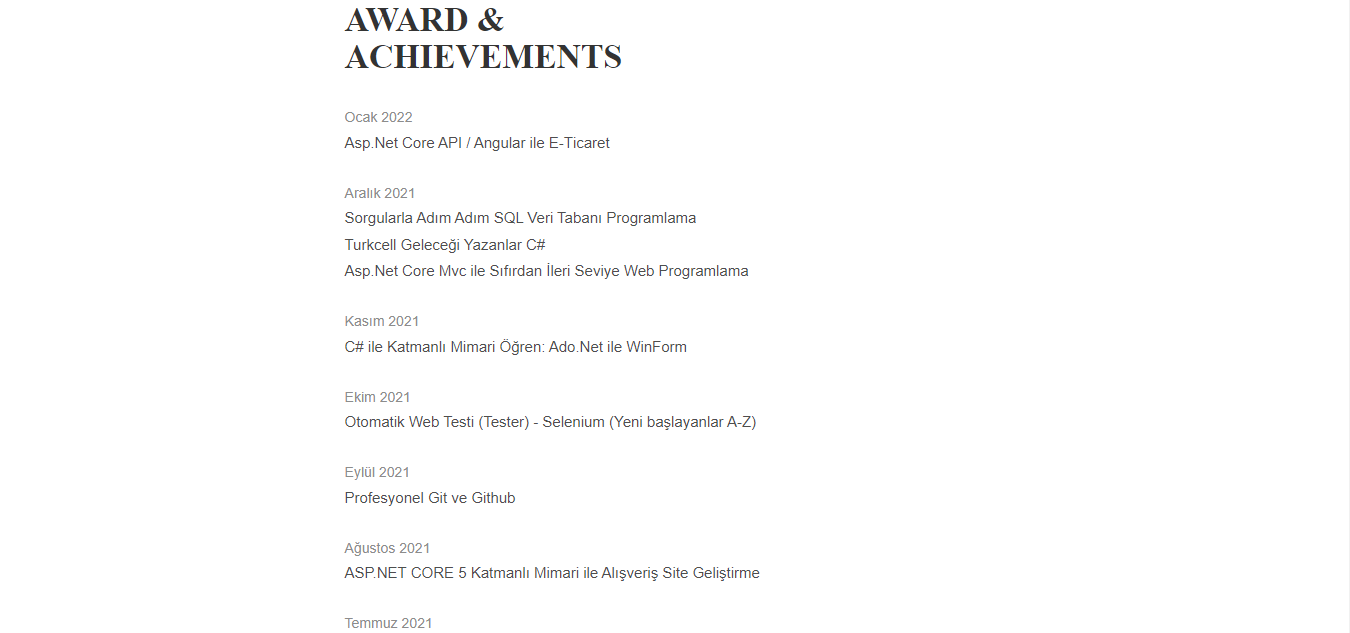 AWARD &
ACHIEVEMENTS
Ocak 2022
Asp.Net Core API / Angular ile E-Ticaret
Aralık 2021
Sorgularla Adım Adım SQL Veri Tabanı Programlama
Turkcell Geleceği Yazanlar C#
Asp.Net Core Mvc ile Sıfırdan İleri Seviye Web Programlama
Kasım 2021
C# ile Katmanlı Mimari Öğren: Ado.Net ile WinForm
Ekim 2021
Otomatik Web Testi (Tester) - Selenium (Yeni başlayanlar A-Z)
Eylül 2021
Profesyonel Git ve Github
Ağustos 2021
ASP.NET CORE 5 Katmanlı Mimari ile Alışveriş Site Geliştirme
Temmuz 2021